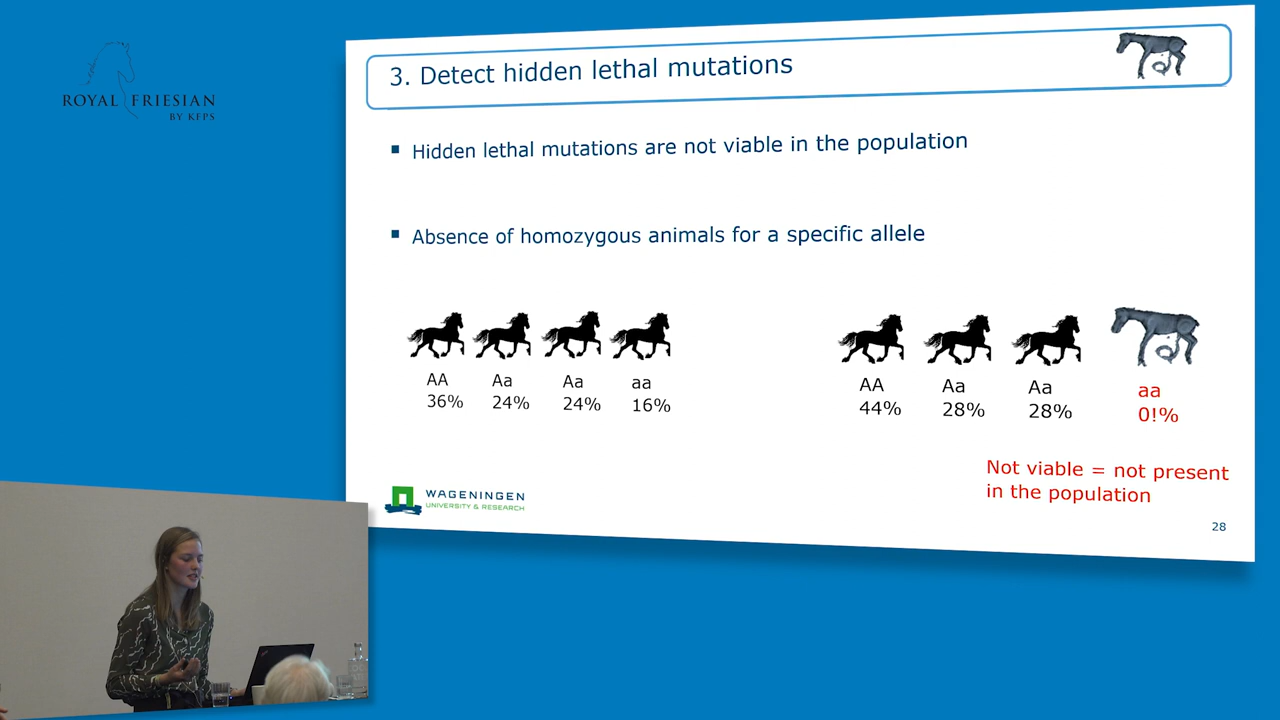 ROYAL FRIESIAN
BY KFPS
3. Detect hidden lethal mutations
▪ Hidden lethal mutations are not viable in the population
▪ Absence of homozygous animals for a specific allele
AA Aa Aa aa
36% 24% 24% 16%
AA Aa Aa aa
44% 28% 28% 0!%
Not viable = not present
in the population
WAGENINGEN
UNIVERSITY & RESEARCH
28